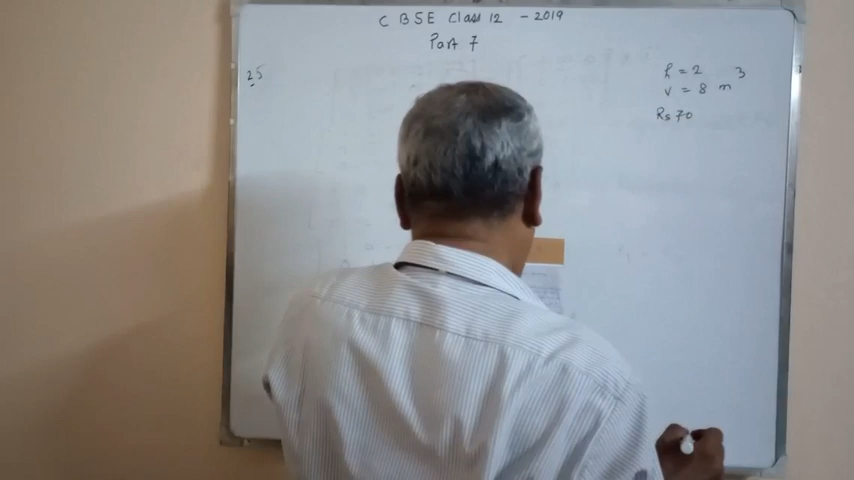 C BSE Class 12 - 2019
Part 7
25
h = 2
v = 8 m 3
Rs 70